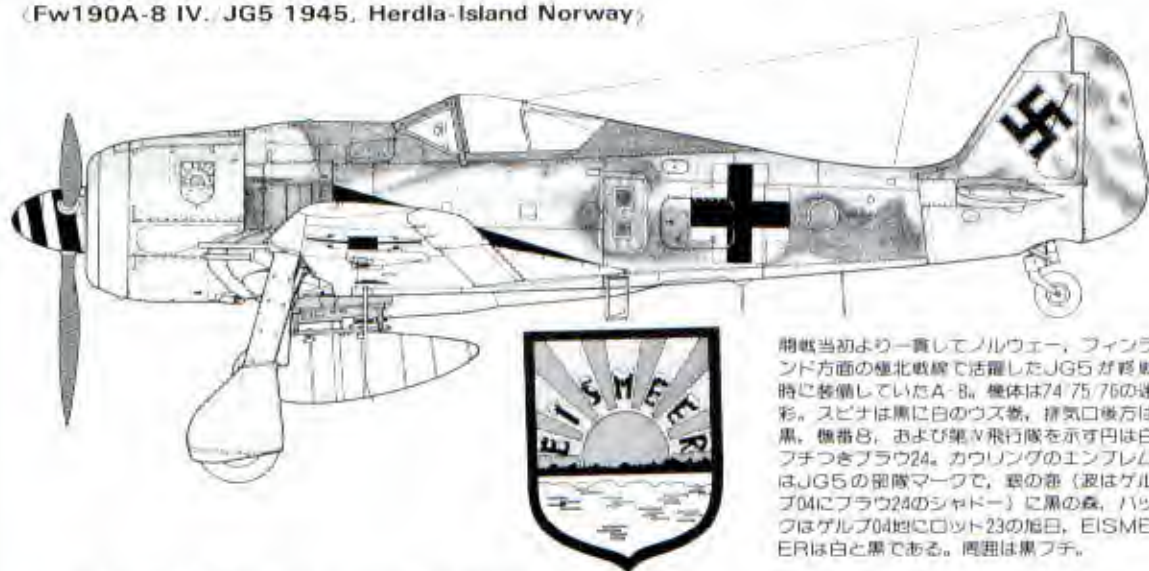 〈Fw190A-8 IV./JG5 1945, Herdla-Island Norway〉
EISMEER
開戦当初より一貫してノルウェー，フィンラ
ンド方面の極北戦線で活躍したJG5が終戦
時に装備していたA-8。機体は74/75/76の迷
彩。スピナは黒に白のウズ巻，排気口後方は
黒，機番8，および第Ⅳ飛行隊を示す円は白
フチつきブラウ24。カウリングのエンブレム
はJG5の部隊マークで，銀の海（波はゲル
ブ04にブラウ24のシャドー）に黒の森，バッ
クはゲルブ04地にロット23の旭日，EISME
ERは白と黒である。周囲は黒フチ。